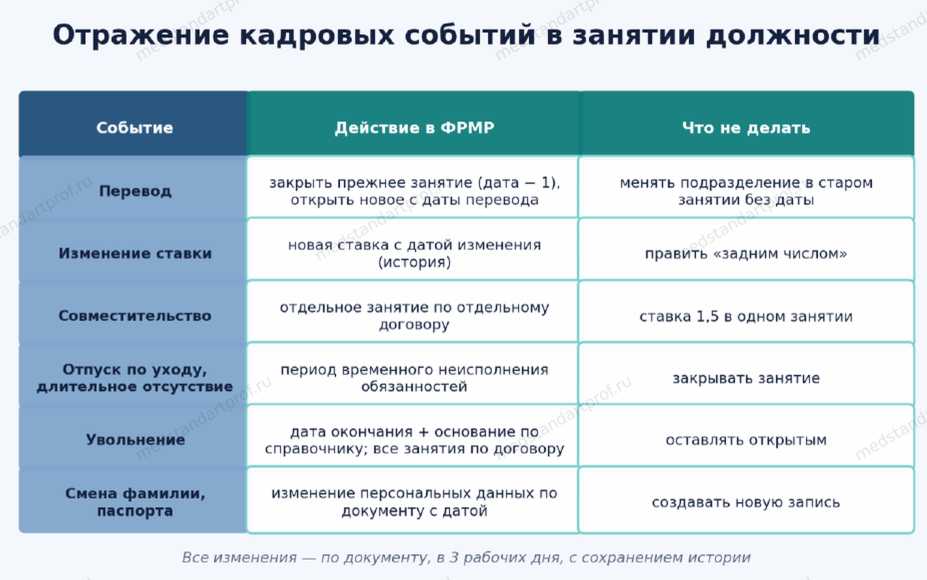 Отражение кадровых событий в занятии должности
Событие
Действие в ФРМР
Что не делать
Перевод
закрыть прежнее занятие (дата − 1),
открыть новое с даты перевода
менять подразделение в старом
занятии без даты
Изменение ставки
новая ставка с датой изменения
(история)
править «задним числом»
Совместительство
отдельное занятие по отдельному
договору
ставка 1,5 в одном занятии
Отпуск по уходу,
длительное отсутствие
период временного неисполнения
обязанностей
закрывать занятие
Увольнение
дата окончания + основание по
справочнику; все занятия по договору
оставлять открытым
Смена фамилии,
паспорта
изменение персональных данных по
документу с датой
создавать новую запись
Все изменения — по документу, в 3 рабочих дня, с сохранением истории
medstandartprof.ru